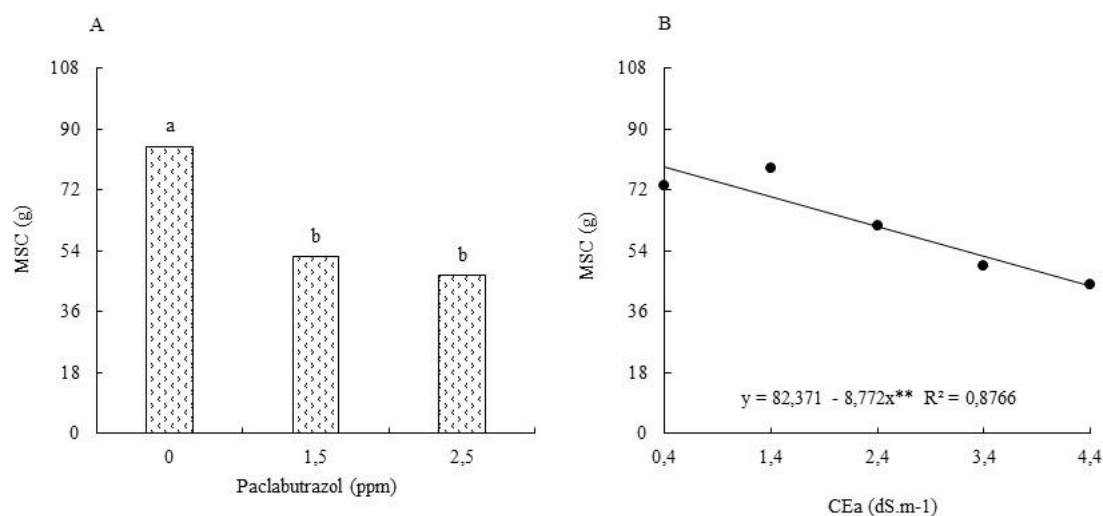 A
108
90
72
54
36
18
0
MSC (g)
a
b
b
0 1,5 2,5
Paclabutrazol (ppm)
B
108
90
72
54
36
18
0
MSC (g)
y = 82,371 - 8,772x** R² = 0,8766
0,4 1,4 2,4 3,4 4,4
CEa (dS.m-1)